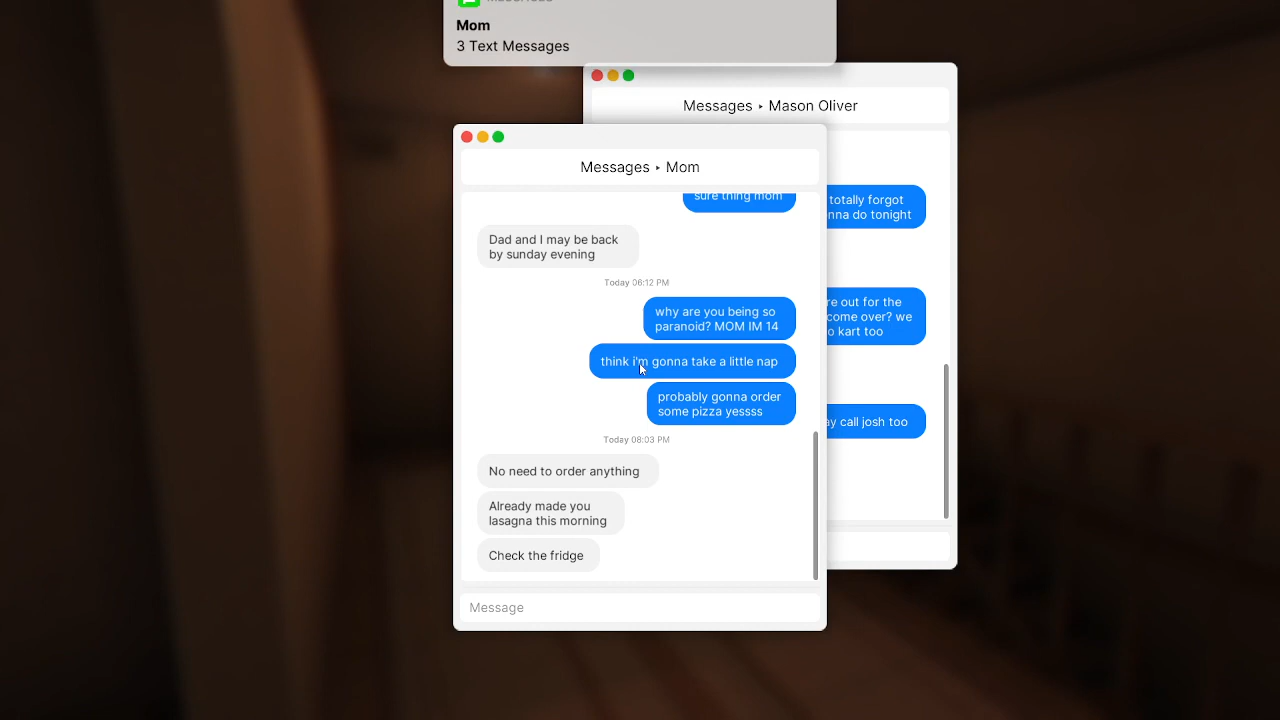 Mom
3 Text Messages
Messages ‣ Mason Oliver
totally forgot
nna do tonight
re out for the
come over? we
o kart too
ay call josh too
Messages ‣ Mom
sure thing mom
Dad and I may be back
by sunday evening
Today 06:12 PM
why are you being so
paranoid? MOM IM 14
think i'm gonna take a little nap
probably gonna order
some pizza yessss
Today 08:03 PM
No need to order anything
Already made you
lasagna this morning
Check the fridge
Message